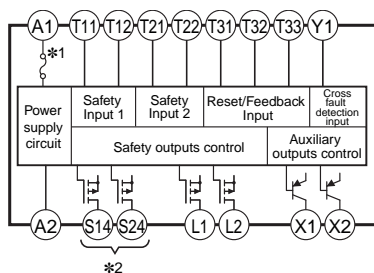 A1 T11 T12 T21 T22 T31 T32 T33 Y1
*1
Power
supply
circuit
Safety
Input 1
Safety
Input 2
Reset/Feedback
Input
Cross
fault
detection
input
Safety outputs control
Auxiliary
outputs control
A2 S14 S24 L1 L2 X1 X2
*2